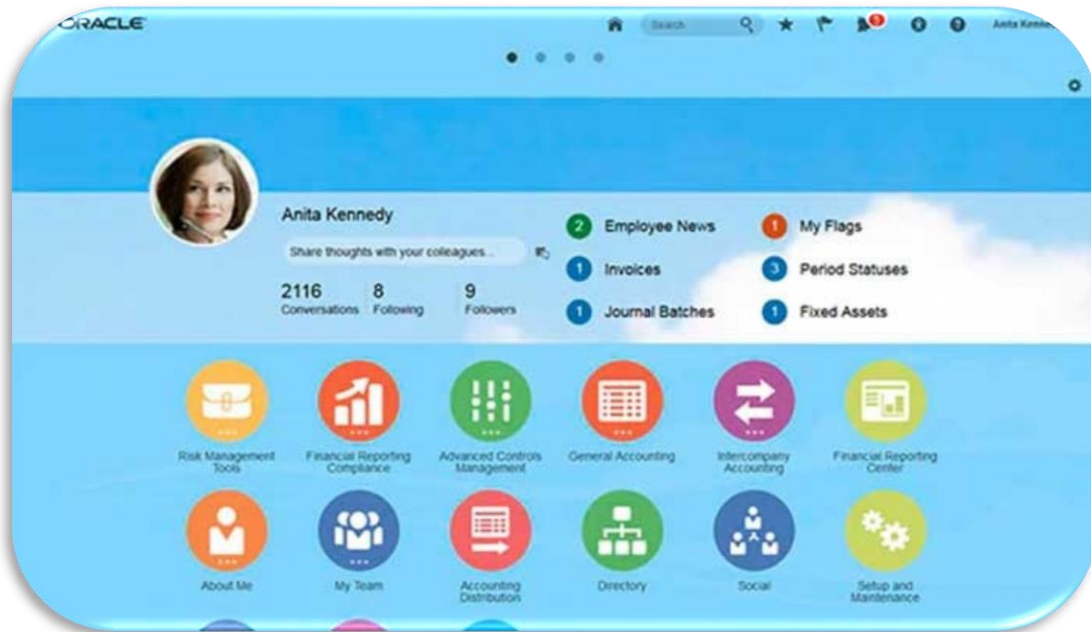 ORACLE
Search
5
Anita Kenne
Anita Kennedy
Share thoughts with your colleagues...
2116 8 9
Conversations Following Followers
2 Employee News
1 My Flags
1 Invoices
3 Period Statuses
1 Journal Batches
1 Fixed Assets
Risk Management
Tools
Financial Reporting
Compliance
Advanced Controls
Management
General Accounting
Intercompany
Accounting
Financial Reporting
Center
About Me
My Team
Accounting
Distribution
Directory
Social
Setup and
Maintenance